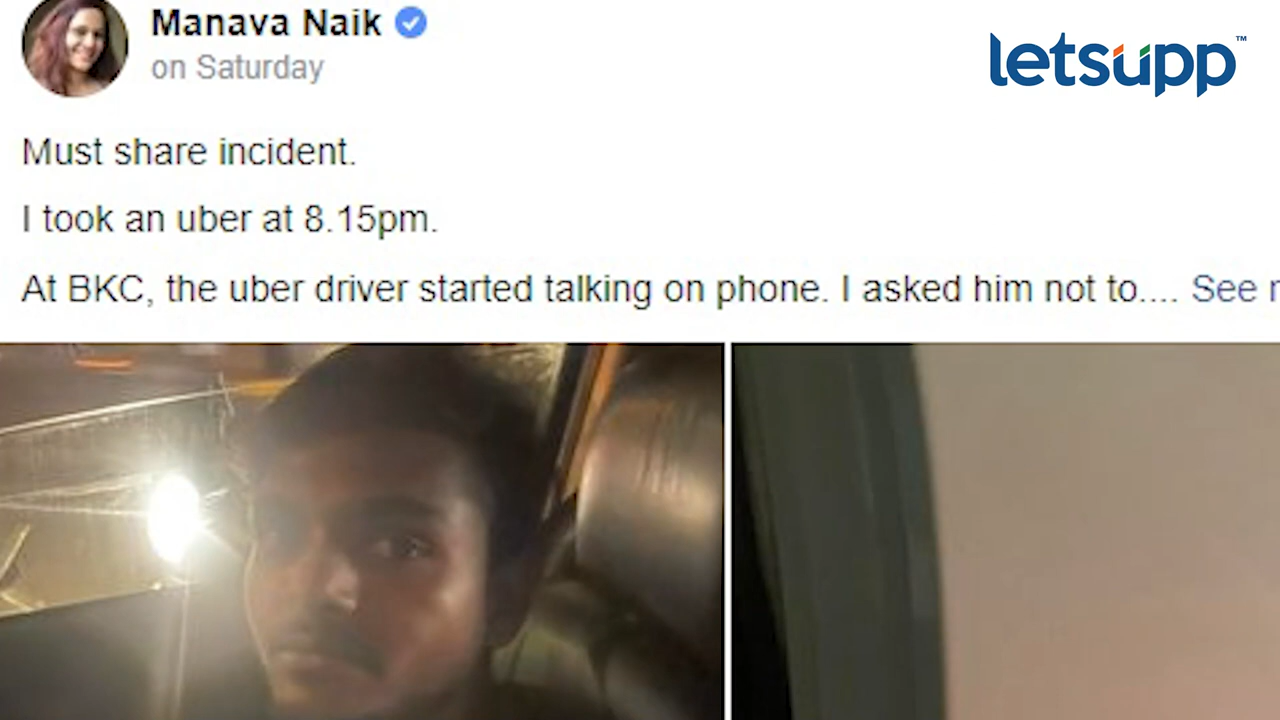 Manava Naik
on Saturday
letsupp™
Must share incident.
I took an uber at 8.15pm.
At BKC, the uber driver started talking on phone. I asked him not to.... See